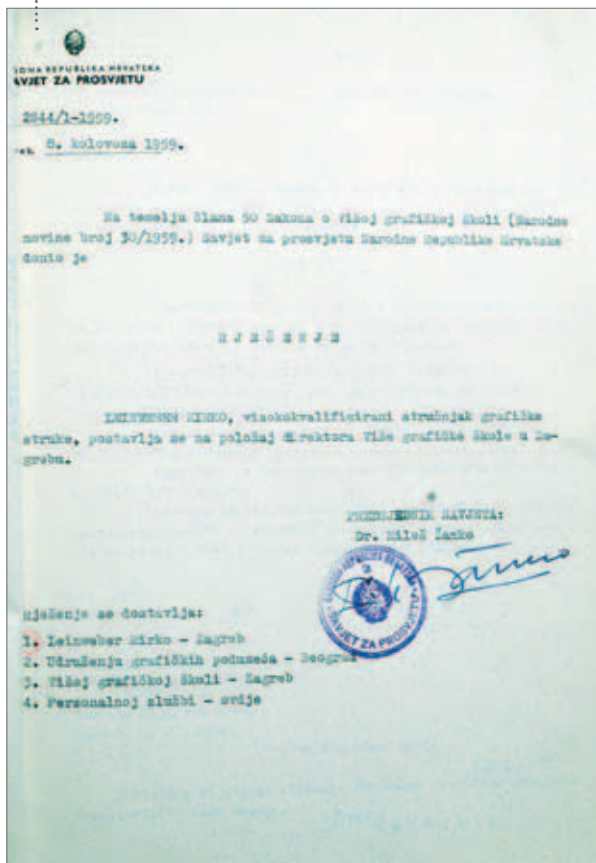 REPUBLIKA HRVATSKA
SAVJET ZA PROSVJETU
2844/1-1959.
8. kolovoza 1959.
Na temelju člana 50 Zakona o Višoj grafičkoj školi (Narodne
novine broj 30/1959.) Savjet za prosvjetu Narodne Republike Hrvatske
donio je
R J E Š E N J E
LEINWEBER MIRKO, visokokvalificirani stručnjak grafičke
struke, postavlja se na položaj direktora Više grafičke škole u Za-
grebu.
PREDSJEDNIK SAVJETA:
Dr. Miloš Žanko
SAVJET ZA PROSVJETU
Rješenje se dostavlja:
1. Leinweber Mirko - Zagreb
2. Udruženju grafičkih poduzeća - Beograd
3. Višoj grafičkoj školi - Zagreb
4. Personalnoj službi - ovdje